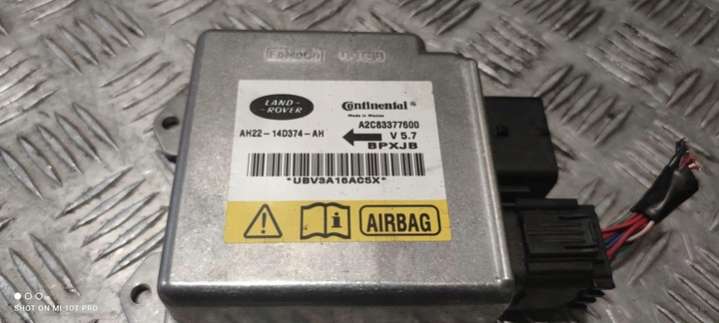 LAND-
-ROVER
Continental
Made in Mexico
A2C83377600
AH22-14D374-AH
V 5.7
BPXJB
*UBV3A16AC5X*
AIRBAG
SHOT ON MI 10T PRO